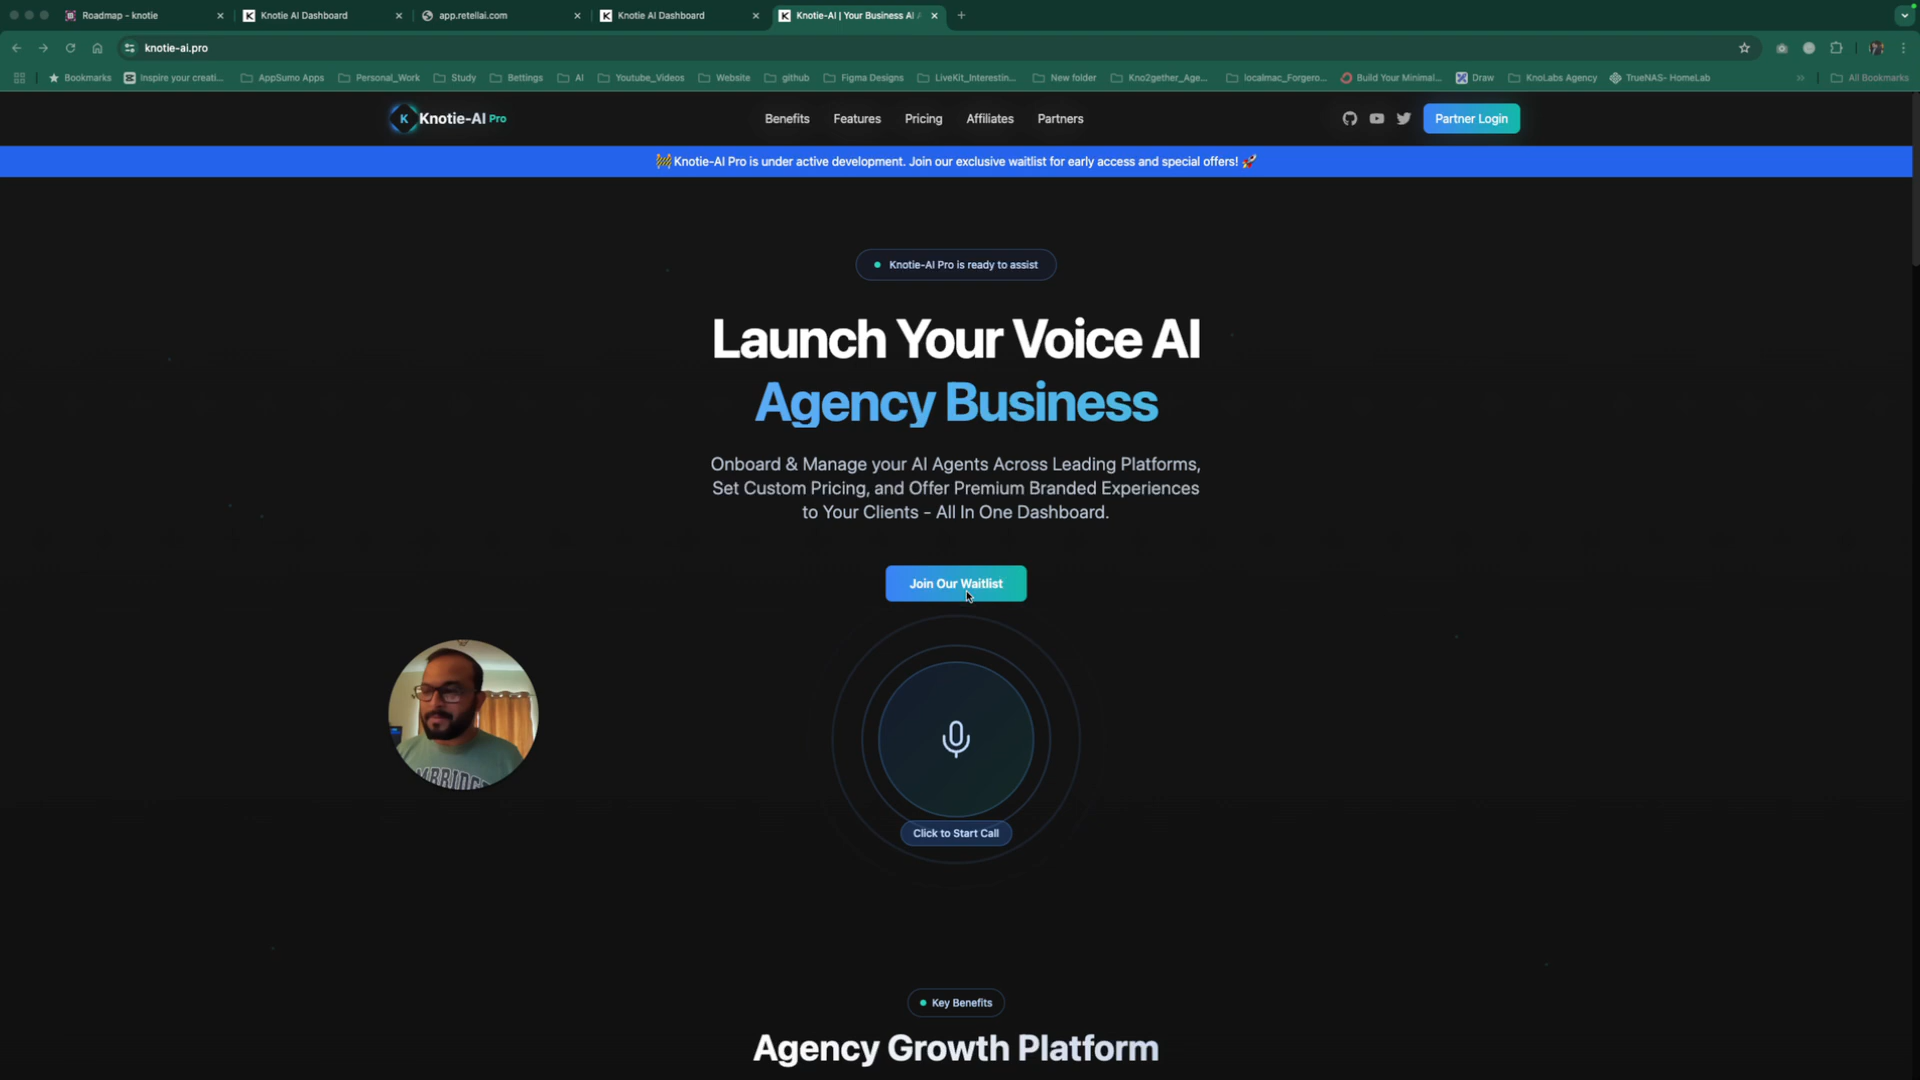 Roadmap - knotie
Knotie AI Dashboard
app.retellai.com
Knotie AI Dashboard
Knotie-AI | Your Business AI
knotie-ai.pro
Bookmarks
Inspire your creati...
AppSumo Apps
Personal_Work
Study
Bettings
AI
Youtube_Videos
Website
github
Figma Designs
LiveKit_Interestin...
New folder
Kno2gether_Age...
localmac_Forgero...
Build Your Minimal...
Draw
KnoLabs Agency
TrueNAS- HomeLab
All Bookmarks
K Knotie-AI Pro
Benefits
Features
Pricing
Affiliates
Partners
Partner Login
🚧 Knotie-AI Pro is under active development. Join our exclusive waitlist for early access and special offers! 🚀
Knotie-AI Pro is ready to assist
Launch Your Voice AI
Agency Business
Onboard & Manage your AI Agents Across Leading Platforms,
Set Custom Pricing, and Offer Premium Branded Experiences
to Your Clients - All In One Dashboard.
Join Our Waitlist
Click to Start Call
Key Benefits
Agency Growth Platform